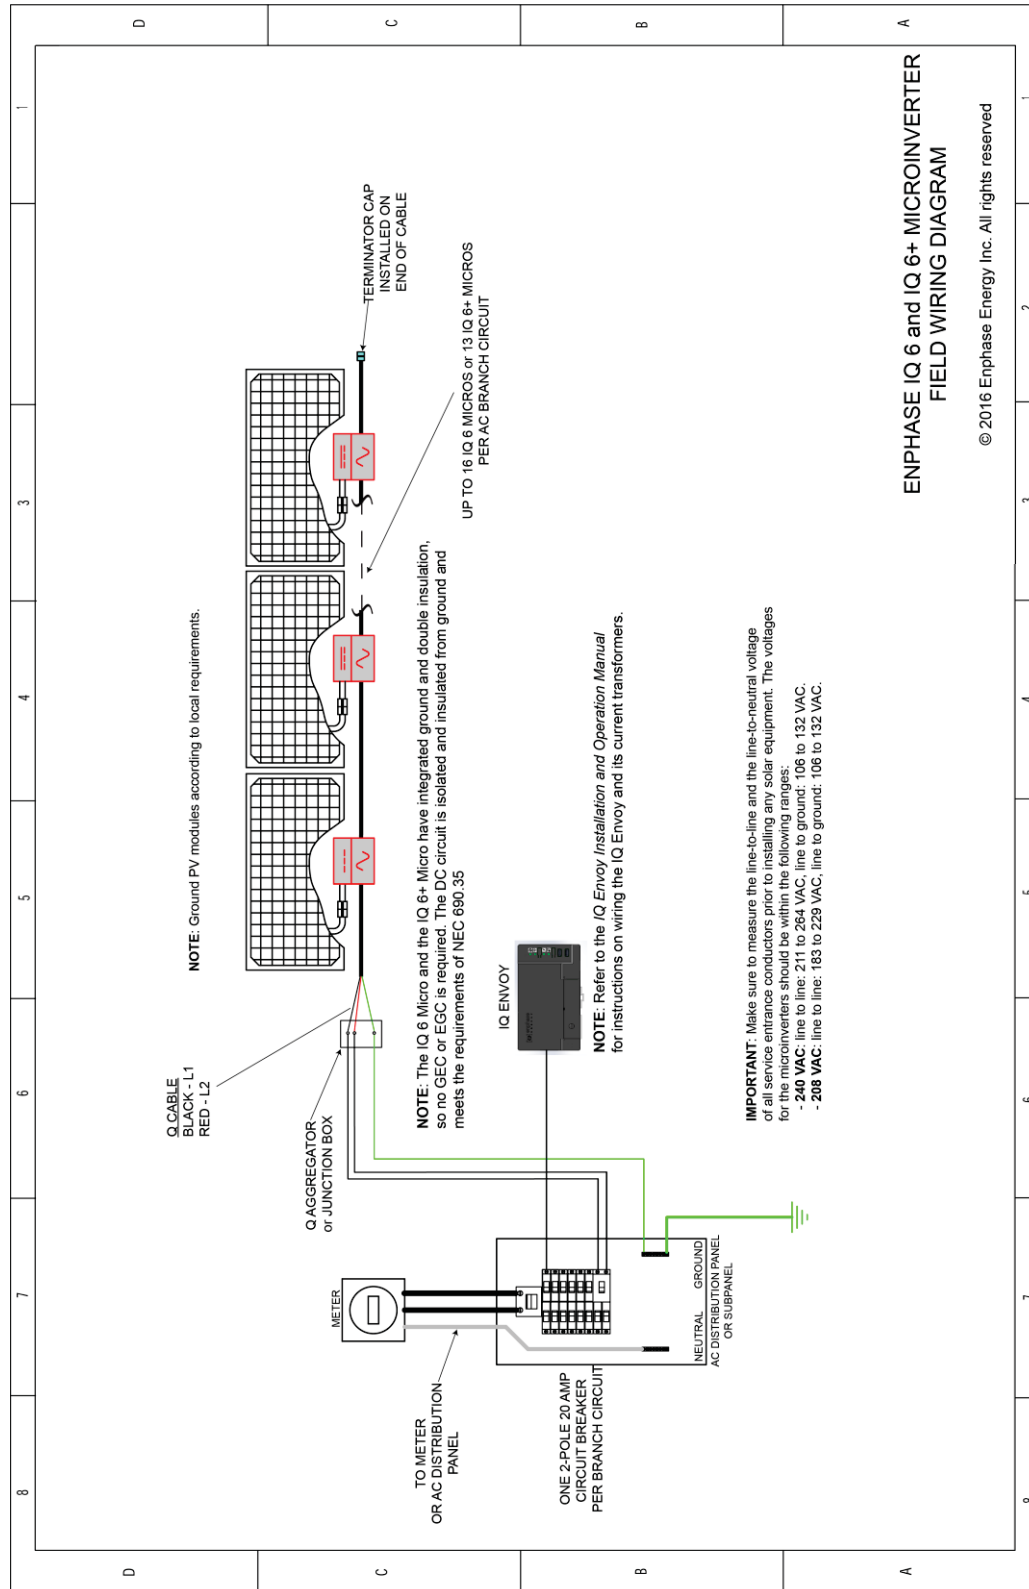 D
C
B
A
1
2
3
4
5
6
7
8
NOTE: Ground PV modules according to local requirements.
Q CABLE
BLACK - L1
RED - L2
TERMINATOR CAP
INSTALLED ON
END OF CABLE
UP TO 16 IQ 6 MICROS or 13 IQ 6+ MICROS
PER AC BRANCH CIRCUIT
Q AGGREGATOR
or JUNCTION BOX
NOTE: The IQ 6 Micro and the IQ 6+ Micro have integrated ground and double insulation,
so no GEC or EGC is required. The DC circuit is isolated and insulated from ground and
meets the requirements of NEC 690.35
METER
TO METER
OR AC DISTRIBUTION
PANEL
IQ ENVOY
NOTE: Refer to the IQ Envoy Installation and Operation Manual
for instructions on wiring the IQ Envoy and its current transformers.
ONE 2-POLE 20 AMP
CIRCUIT BREAKER
PER BRANCH CIRCUIT
NEUTRAL
GROUND
AC DISTRIBUTION PANEL
OR SUBPANEL
IMPORTANT: Make sure to measure the line-to-line and the line-to-neutral voltage
of all service entrance conductors prior to installing any solar equipment. The voltages
for the microinverters should be within the following ranges:
- 240 VAC: line to line: 211 to 264 VAC, line to ground: 106 to 132 VAC.
- 208 VAC: line to line: 183 to 229 VAC, line to ground: 106 to 132 VAC.
ENPHASE IQ 6 and IQ 6+ MICROINVERTER
FIELD WIRING DIAGRAM
© 2016 Enphase Energy Inc. All rights reserved
D
C
B
A
1
2
3
4
5
6
7
8